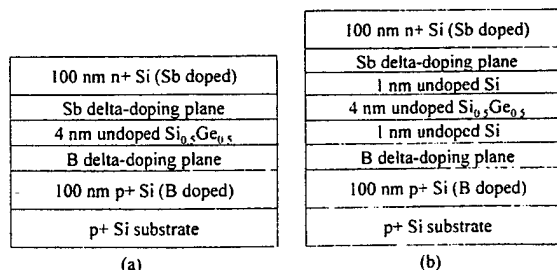 100 nm n+ Si (Sb doped)
Sb delta-doping plane
4 nm undoped Si0.5Ge0.5
B delta-doping plane
100 nm p+ Si (B doped)
p+ Si substrate
(a)
100 nm n+ Si (Sb doped)
Sb delta-doping plane
1 nm undoped Si
4 nm undoped Si0.5Ge0.5
1 nm undoped Si
B delta-doping plane
100 nm p+ Si (B doped)
p+ Si substrate
(b)